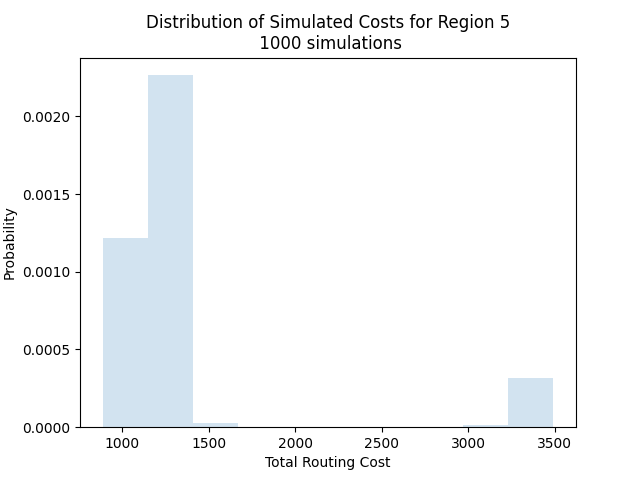 Distribution of Simulated Costs for Region 5
1000 simulations
0.0020
0.0015
0.0010
0.0005
0.0000
Probability
1000 1500 2000 2500 3000 3500
Total Routing Cost